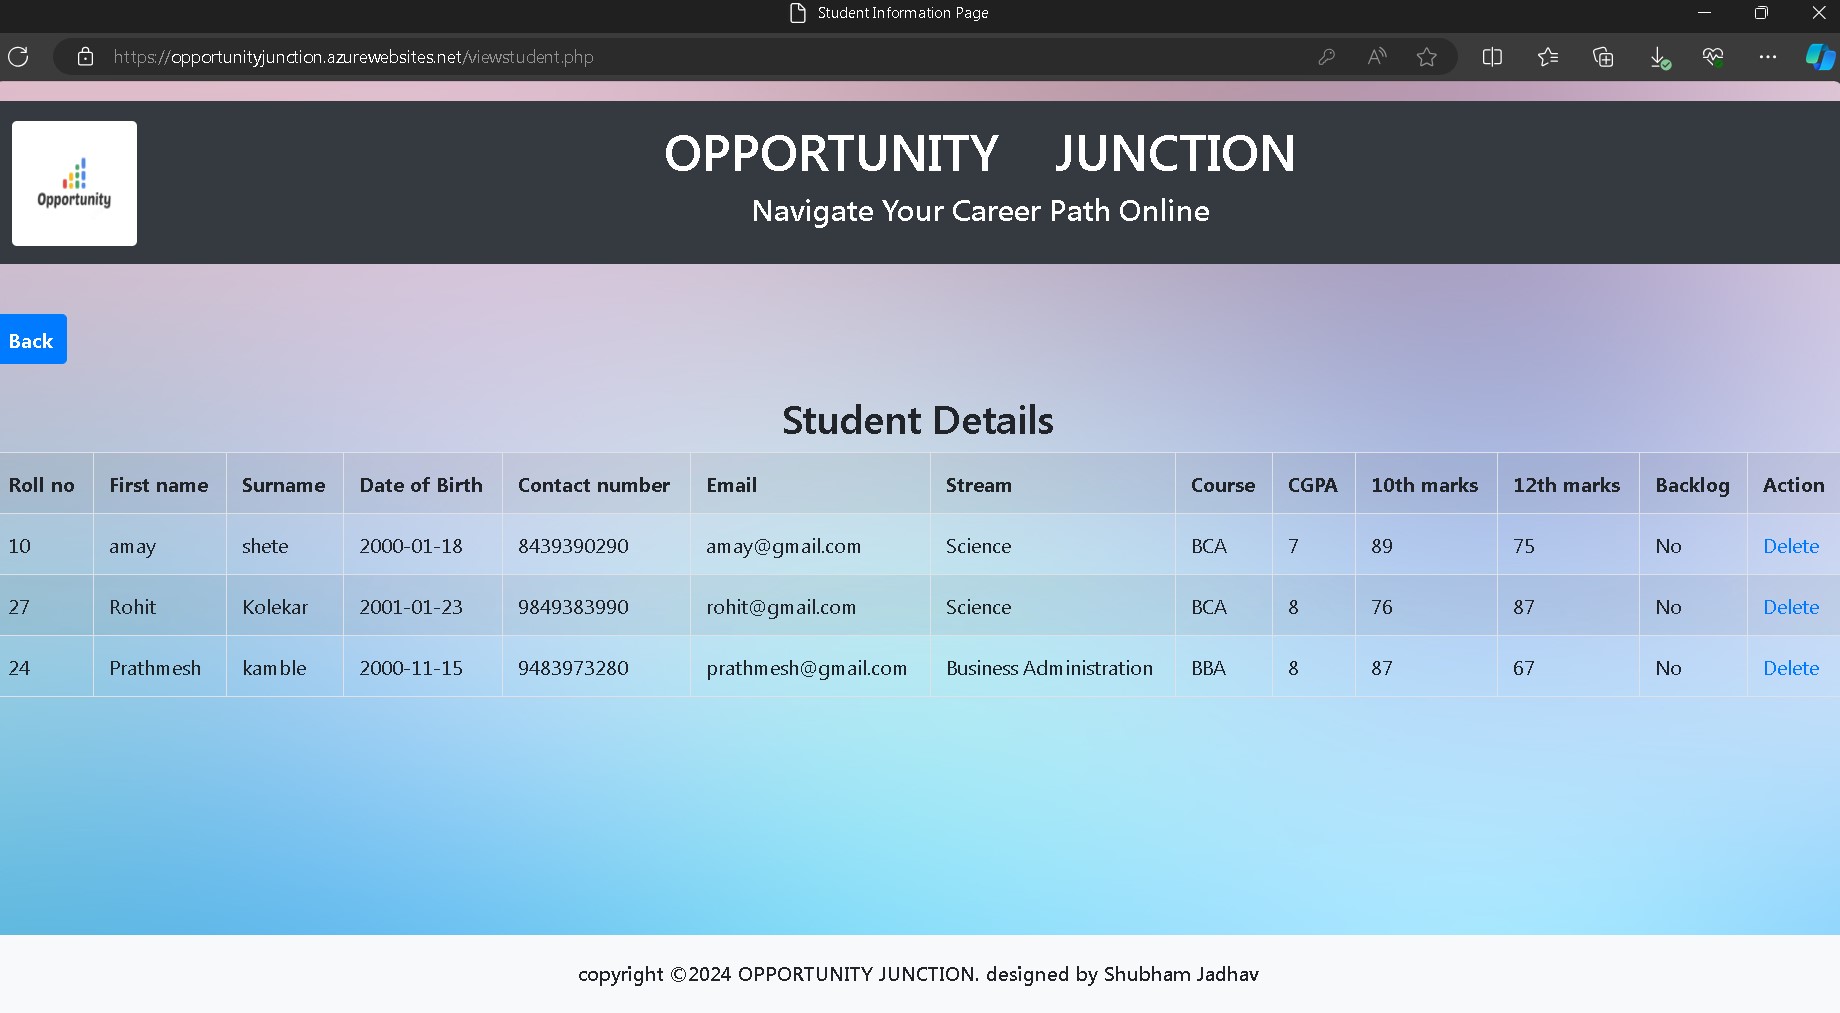 Student Information Page
https://opportunityjunction.azurewebsites.net/viewstudent.php
Opportunity
OPPORTUNITY JUNCTION
Navigate Your Career Path Online
Back
Student Details
Roll no First name Surname Date of Birth Contact number Email Stream Course CGPA 10th marks 12th marks Backlog Action
10 amay shete 2000-01-18 8439390290 amay@gmail.com Science BCA 7 89 75 No Delete
27 Rohit Kolekar 2001-01-23 9849383990 rohit@gmail.com Science BCA 8 76 87 No Delete
24 Prathmesh kamble 2000-11-15 9483973280 prathmesh@gmail.com Business Administration BBA 8 87 67 No Delete
copyright ©2024 OPPORTUNITY JUNCTION. designed by Shubham Jadhav